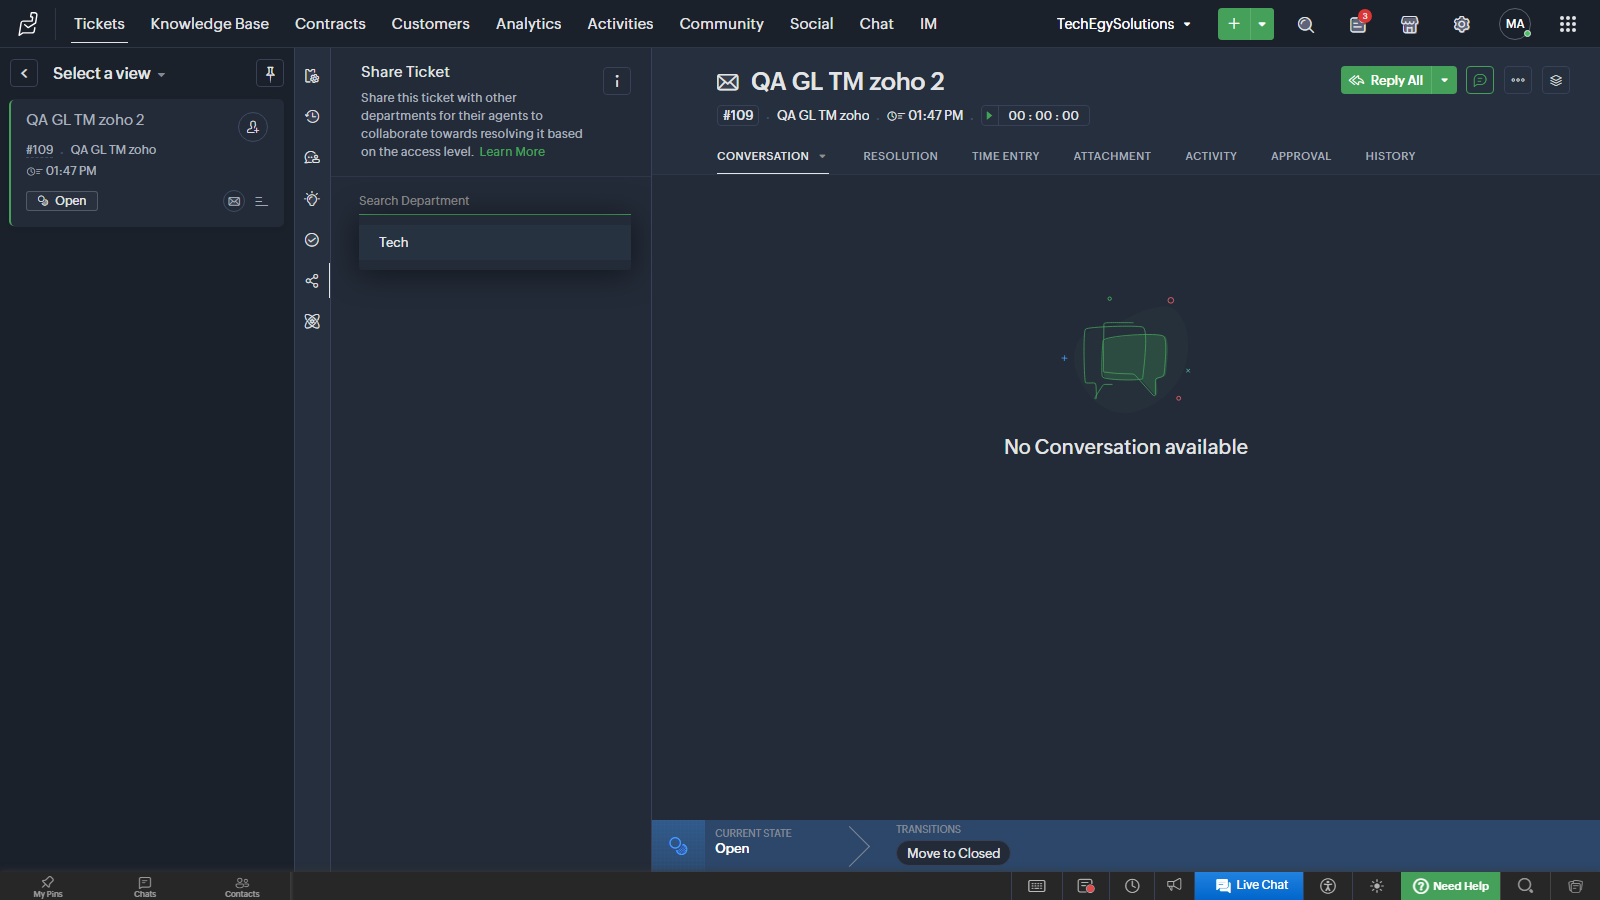 Tickets
Knowledge Base
Contracts
Customers
Analytics
Activities
Community
Social
Chat
IM
TechEgySolutions
3
MA
Select a view
QA GL TM zoho 2
#109 . QA GL TM zoho
01:47 PM
Open
Share Ticket
Share this ticket with other
departments for their agents to
collaborate towards resolving it based
on the access level. Learn More
Search Department
Tech
QA GL TM zoho 2
#109 . QA GL TM zoho . 01:47 PM . 00 : 00 : 00
Reply All
CONVERSATION
RESOLUTION
TIME ENTRY
ATTACHMENT
ACTIVITY
APPROVAL
HISTORY
No Conversation available
CURRENT STATE
Open
TRANSITIONS
Move to Closed
My Pins
Chats
Contacts
Live Chat
Need Help